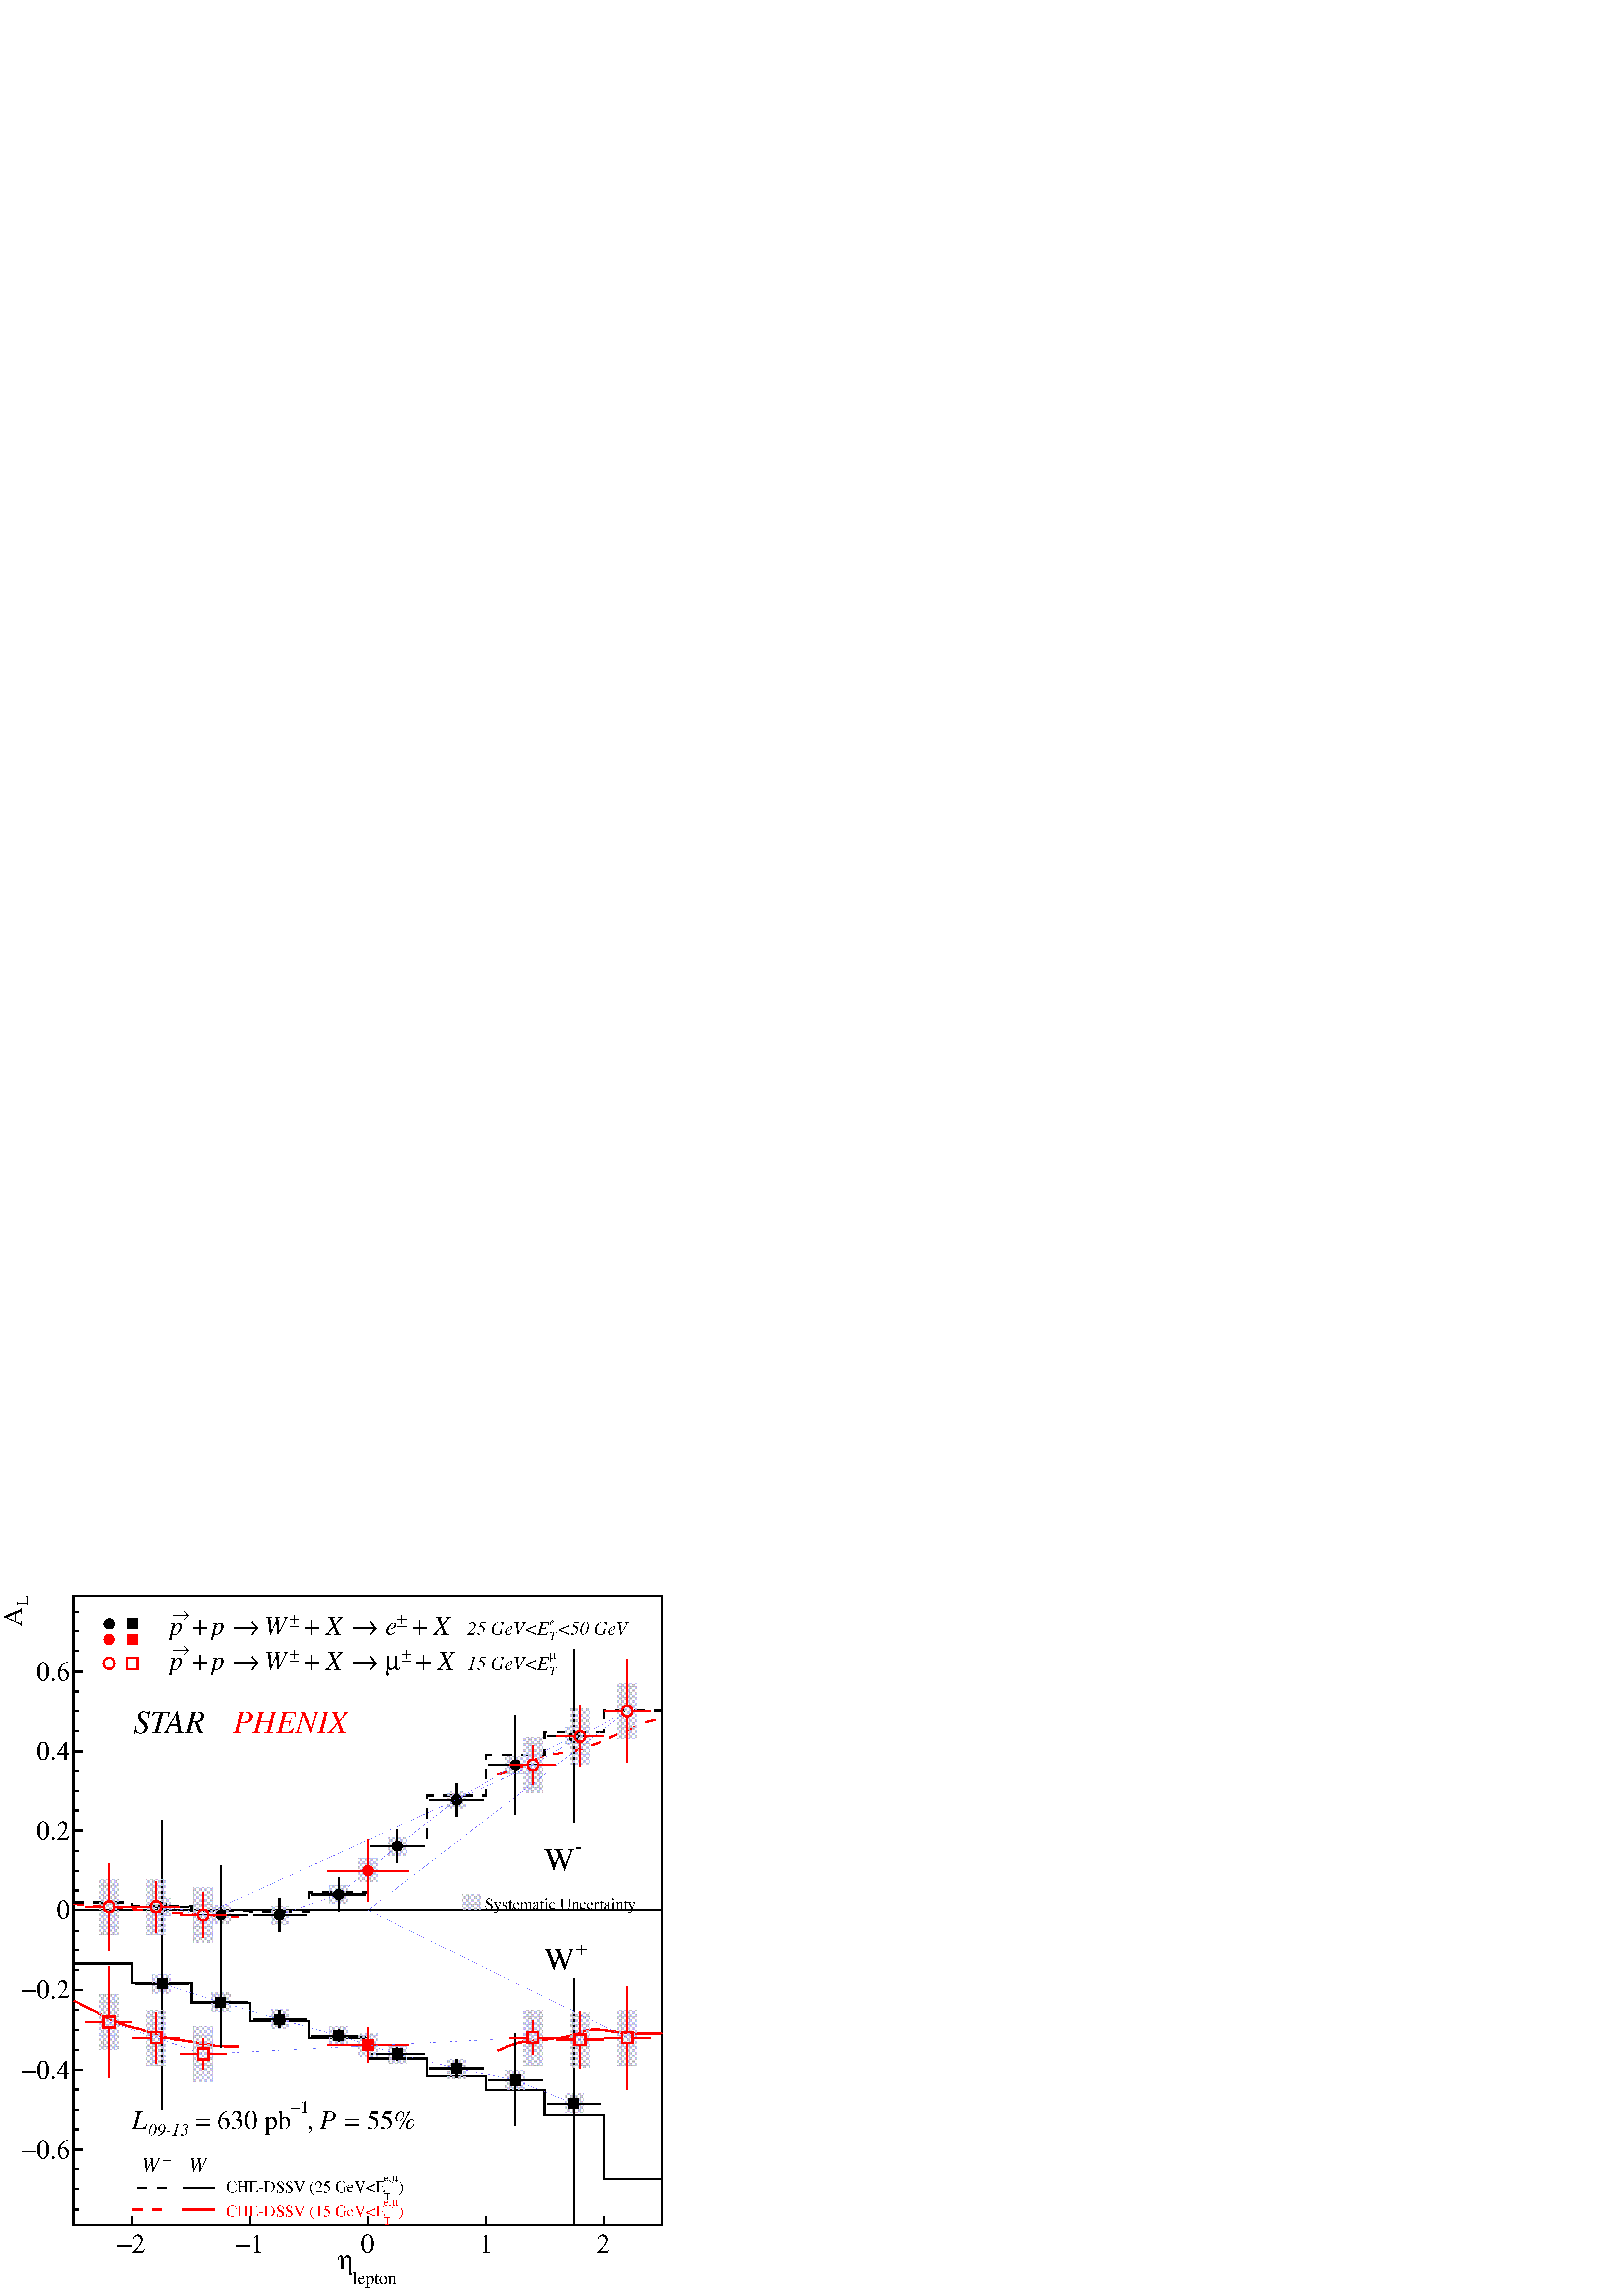 A_L
p⃗ + p → W± + X → e± + X 25 GeV<E_T^e<50 GeV
p⃗ + p → W± + X → μ± + X 15 GeV<E_T^μ
STAR PHENIX
0.6
0.4
0.2
0
−0.2
−0.4
−0.6
W-
Systematic Uncertainty
W+
L09-13 = 630 pb−1, P = 55%
W− W+
CHE-DSSV (25 GeV<E_T^e,μ)
CHE-DSSV (15 GeV<E_T^e,μ)
−2 −1 0 1 2
η lepton